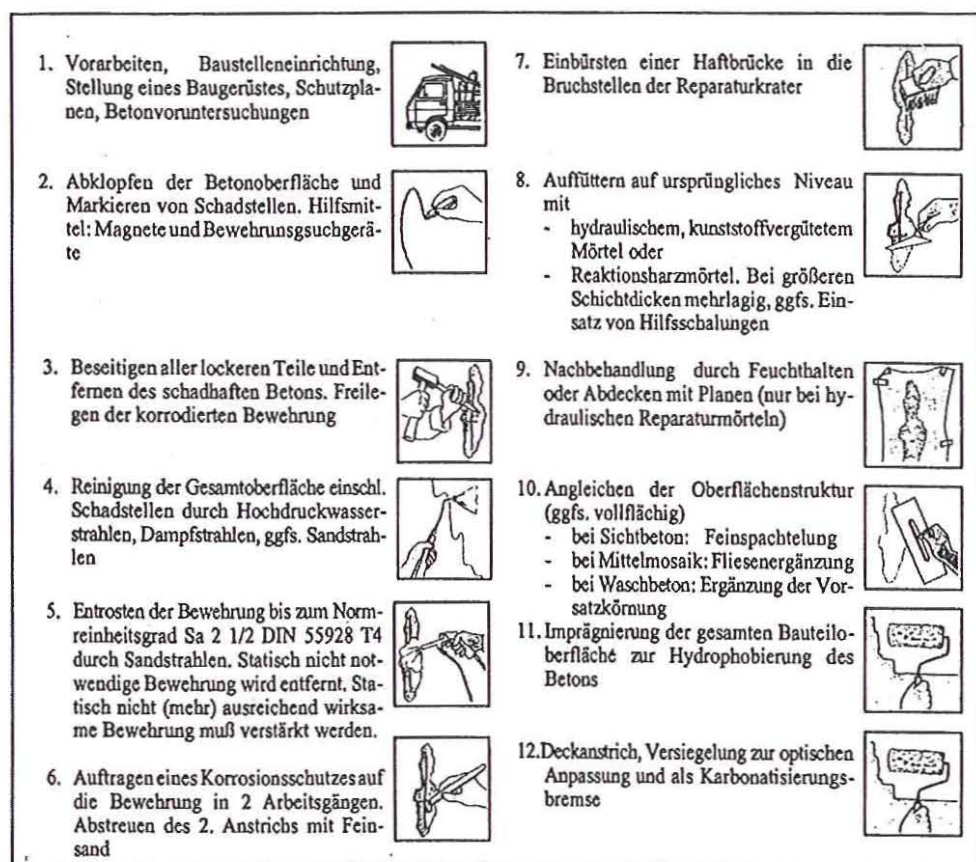 1. Vorarbeiten, Baustelleneinrichtung,
Stellung eines Baugerüstes, Schutzpla-
nen, Betonvoruntersuchungen
2. Abklopfen der Betonoberfläche und
Markieren von Schadstellen. Hilfsmit-
tel: Magnete und Bewehrunsgsuchgerä-
te
3. Beseitigen aller lockeren Teile und Ent-
fernen des schadhaften Betons. Freile-
gen der korrodierten Bewehrung
4. Reinigung der Gesamtoberfläche einschl.
Schadstellen durch Hochdruckwasser-
strahlen, Dampfstrahlen, ggfs. Sandstrah-
len
5. Entrosten der Bewehrung bis zum Norm-
reinheitsgrad Sa 2 1/2 DIN 55928 T4
durch Sandstrahlen. Statisch nicht not-
wendige Bewehrung wird entfernt. Sta-
tisch nicht (mehr) ausreichend wirksa-
me Bewehrung muß verstärkt werden.
6. Auftragen eines Korrosionsschutzes auf
die Bewehrung in 2 Arbeitsgängen.
Abstreuen des 2. Anstrichs mit Fein-
sand
7. Einbürsten einer Haftbrücke in die
Bruchstellen der Reparaturkrater
8. Auffüttern auf ursprüngliches Niveau
mit
- hydraulischem, kunststoffvergütetem
Mörtel oder
- Reaktionsharzmörtel. Bei größeren
Schichtdicken mehrlagig, ggfs. Ein-
satz von Hilfsschalungen
9. Nachbehandlung durch Feuchthalten
oder Abdecken mit Planen (nur bei hy-
draulischen Reparaturmörteln)
10. Angleichen der Oberflächenstruktur
(ggfs. vollflächig)
- bei Sichtbeton: Feinspachtelung
- bei Mittelmosaik: Fliesenergänzung
- bei Waschbeton: Ergänzung der Vor-
satzkörnung
11. Imprägnierung der gesamten Bauteilo-
berfläche zur Hydrophobierung des
Betons
12. Deckanstrich, Versiegelung zur optischen
Anpassung und als Karbonatisierungs-
bremse